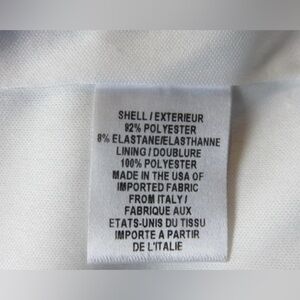 SHELL / EXTERIEUR
92% POLYESTER
8% ELASTANE/ELASTHANNE
LINING / DOUBLURE
100% POLYESTER
MADE IN THE USA OF
IMPORTED FABRIC
FROM ITALY /
FABRIQUE AUX
ETATS-UNIS DU TISSU
IMPORTE A PARTIR
DE L'ITALIE